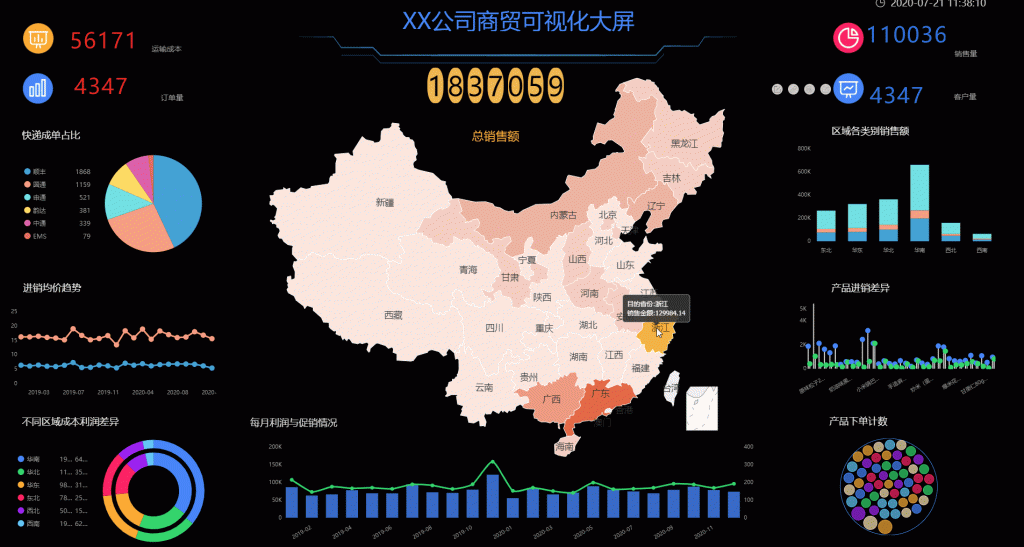 2020-07-21 11:38:10
XX公司商贸可视化大屏
56171
运输成本
4347
订单量
1837059
总销售额
110036
销售量
4347
客户量
快递成单占比
顺丰 1868
圆通 1159
申通 521
韵达 381
中通 339
EMS 79
进销均价趋势
25
20
15
10
5
0
2019-03 2019-07 2019-11 2020-04 2020-08 2020-
不同区域成本利润差异
华南 19... 64...
华北 11... 35...
华东 98... 31...
东北 78... 25...
西北 50... 15...
西南 19... 62...
黑龙江
吉林
辽宁
内蒙古
北京
天津
河北
新疆
山西
山东
宁夏
青海
甘肃
河南
陕西
西藏
四川
重庆
湖北
目的省份:浙江
销售金额:129984.14
浙江
湖南
江西
福建
贵州
云南
广西
广东
台湾
香港
澳门
海南
每月利润与促销情况
200K
150K
100K
50K
0
400
300
200
100
0
2019-02 2019-04 2019-06 2019-08 2019-10 2020-01 2020-03 2020-05 2020-07 2020-09 2020-11
区域各类别销售额
800K
600K
400K
200K
0
东北 华东 华北 华南 西北 西南
产品进销差异
5K
4K
2K
0
产品下单计数